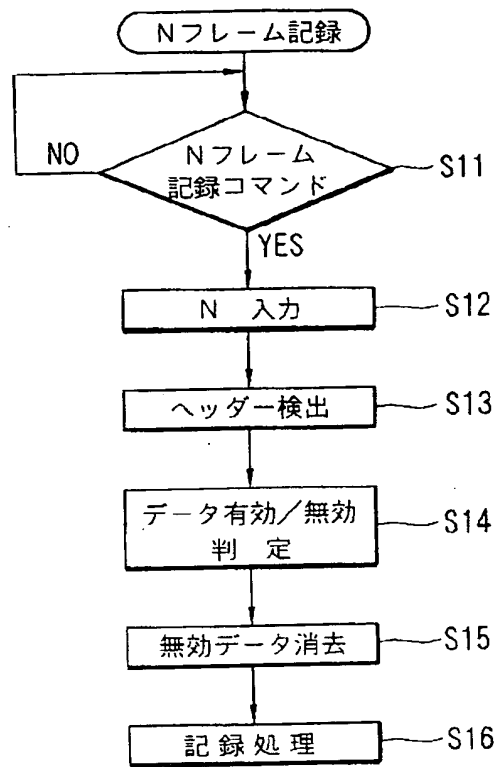 Nフレーム記録
NO
Nフレーム
記録コマンド
S11
YES
N 入力
S12
ヘッダー検出
S13
データ有効/無効
判 定
S14
無効データ消去
S15
記録処理
S16